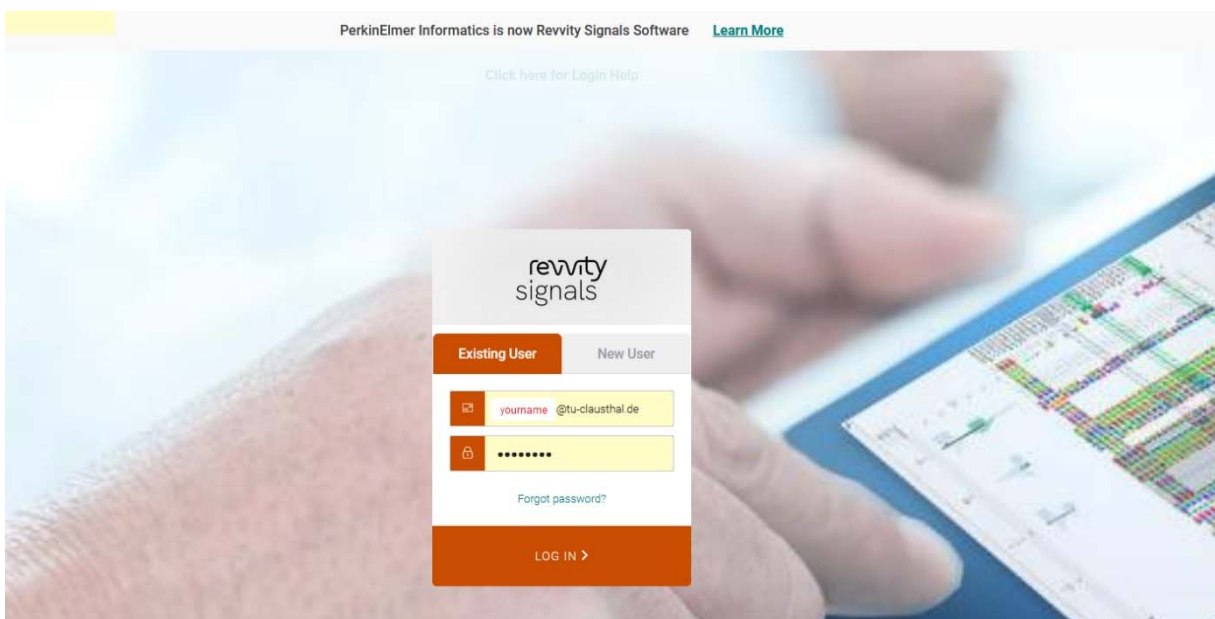 PerkinElmer Informatics is now Revvity Signals Software Learn More
Click here for Login Help
revvity
signals
Existing User New User
yourname @tu-clausthal.de
••••••••
Forgot password?
LOG IN >